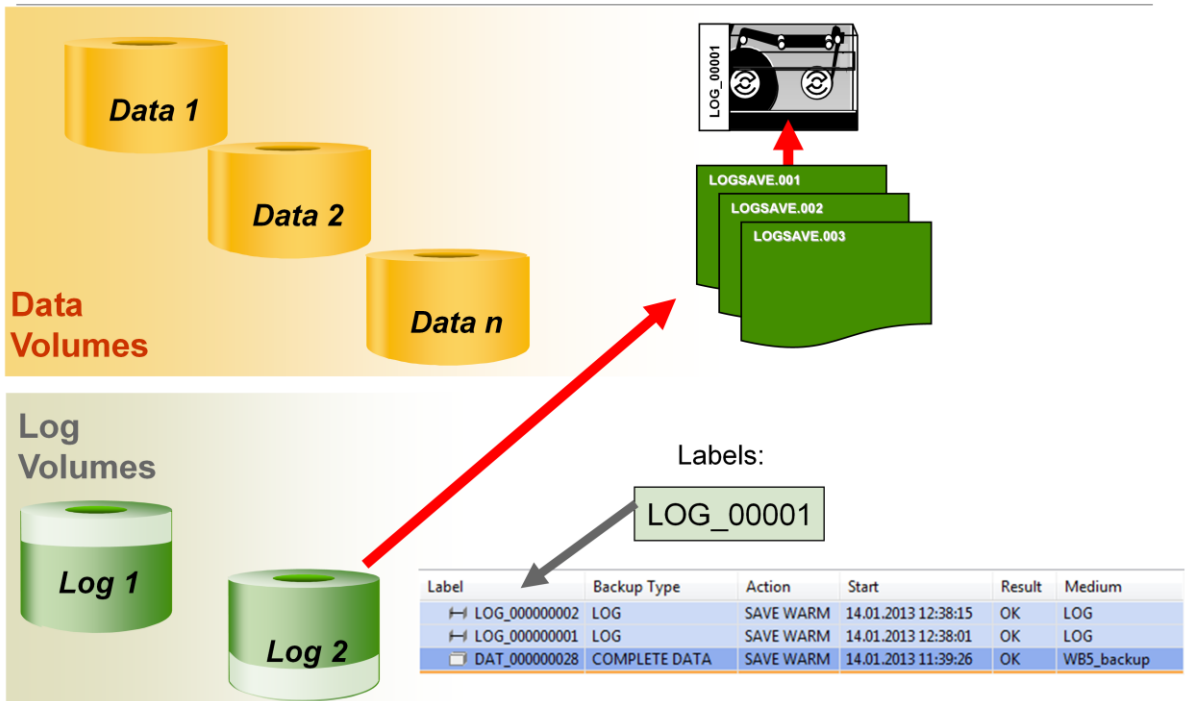 Data 1
Data 2
Data n
Data
Volumes
LOG_00001
LOGSAVE.001
LOGSAVE.002
LOGSAVE.003
Log
Volumes
Log 1
Log 2
Labels:
LOG_00001
Label Backup Type Action Start Result Medium
LOG_000000002 LOG SAVE WARM 14.01.2013 12:38:15 OK LOG
LOG_000000001 LOG SAVE WARM 14.01.2013 12:38:01 OK LOG
DAT_000000028 COMPLETE DATA SAVE WARM 14.01.2013 11:39:26 OK WB5_backup